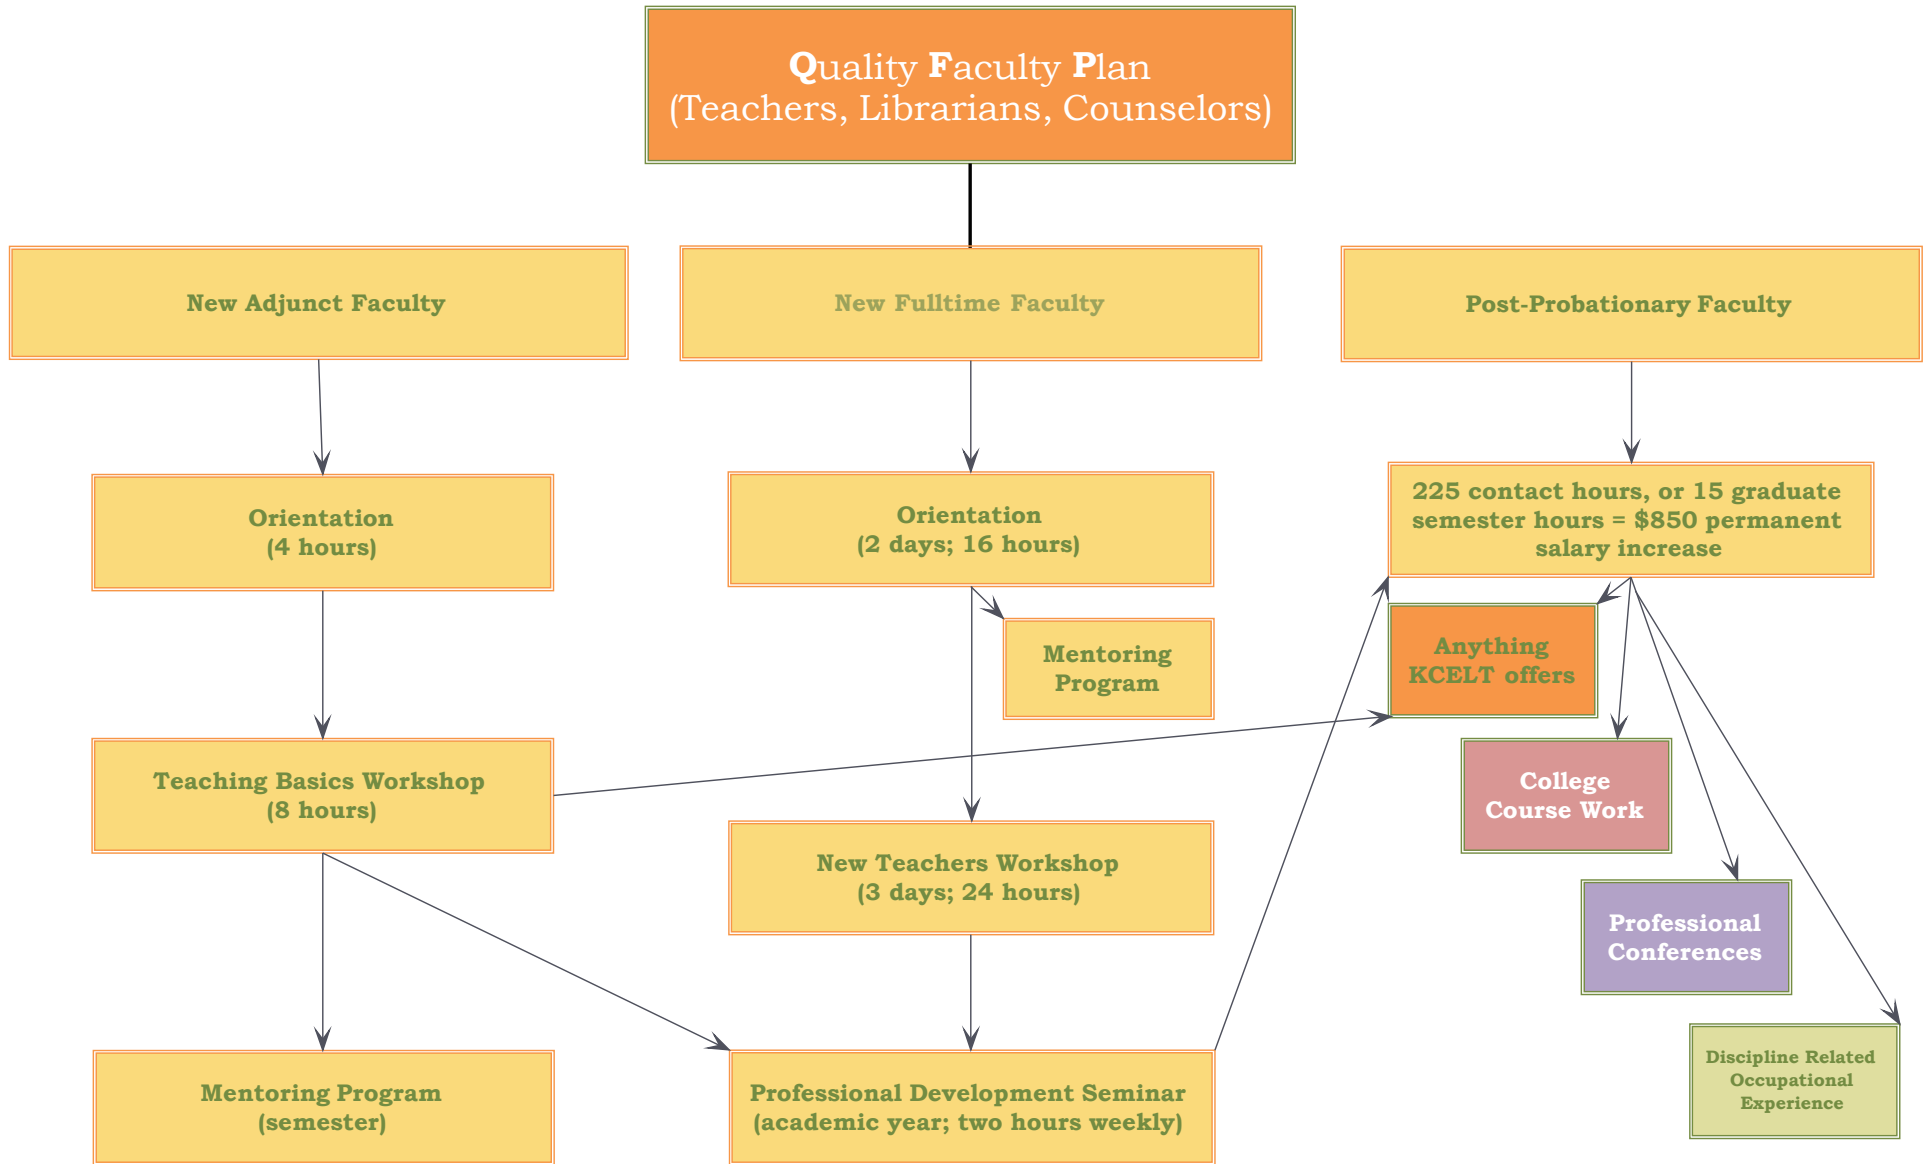 Quality Faculty Plan
(Teachers, Librarians, Counselors)
New Adjunct Faculty
New Fulltime Faculty
Post-Probationary Faculty
Orientation
(4 hours)
Orientation
(2 days; 16 hours)
225 contact hours, or 15 graduate
semester hours = $850 permanent
salary increase
Mentoring
Program
Anything
KCELT offers
Teaching Basics Workshop
(8 hours)
College
Course Work
New Teachers Workshop
(3 days; 24 hours)
Professional
Conferences
Mentoring Program
(semester)
Professional Development Seminar
(academic year; two hours weekly)
Discipline Related
Occupational
Experience